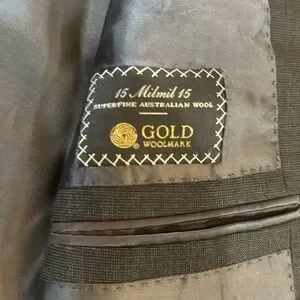 15 Milmil 15
SUPERFINE AUSTRALIAN WOOL
GOLD
® WOOLMARK